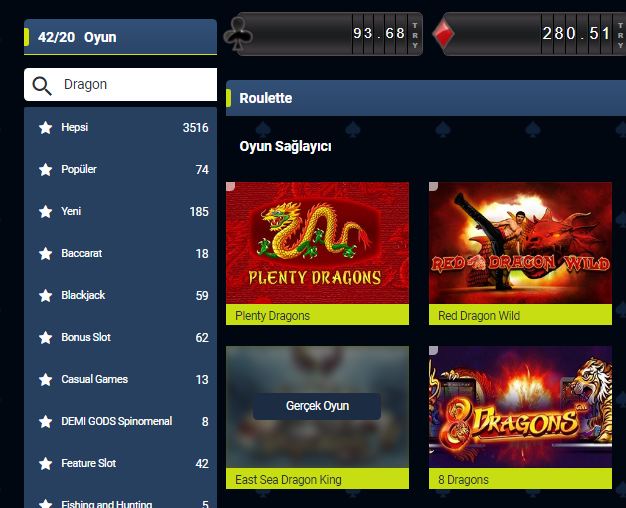 42/20 Oyun
93.68 TRY
280.51 TRY
Dragon
Roulette
Oyun Sağlayıcı
Hepsi 3516
Popüler 74
Yeni 185
Baccarat 18
Blackjack 59
Bonus Slot 62
Casual Games 13
DEMI GODS Spinomenal 8
Feature Slot 42
Fishing and Hunting 5
PLENTY DRAGONS
Plenty Dragons
RED DRAGON WILD
Red Dragon Wild
Gerçek Oyun
East Sea Dragon King
8 DRAGONS
8 Dragons